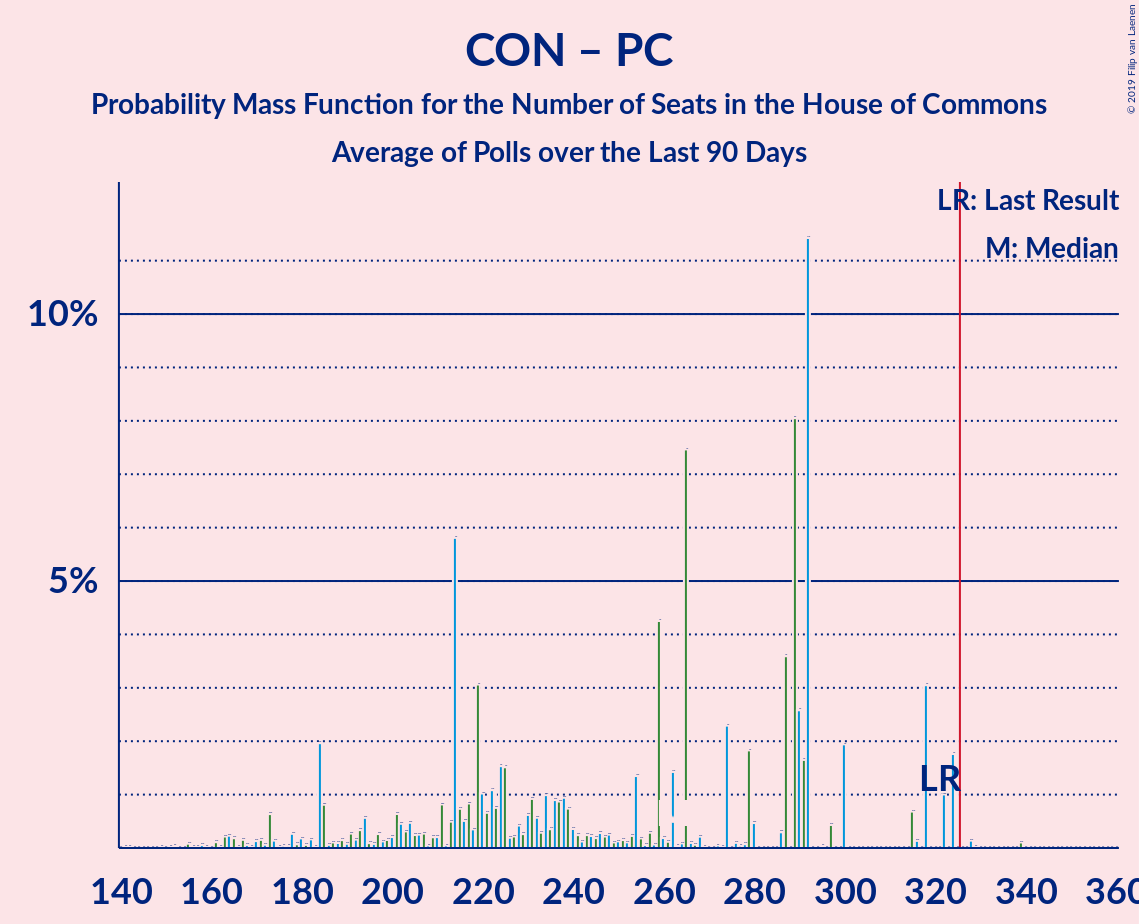 CON – PC
Probability Mass Function for the Number of Seats in the House of Commons
Average of Polls over the Last 90 Days
© 2019 Filip van Laenen
LR: Last Result
M: Median
10%
5%
LR
140 160 180 200 220 240 260 280 300 320 340 360